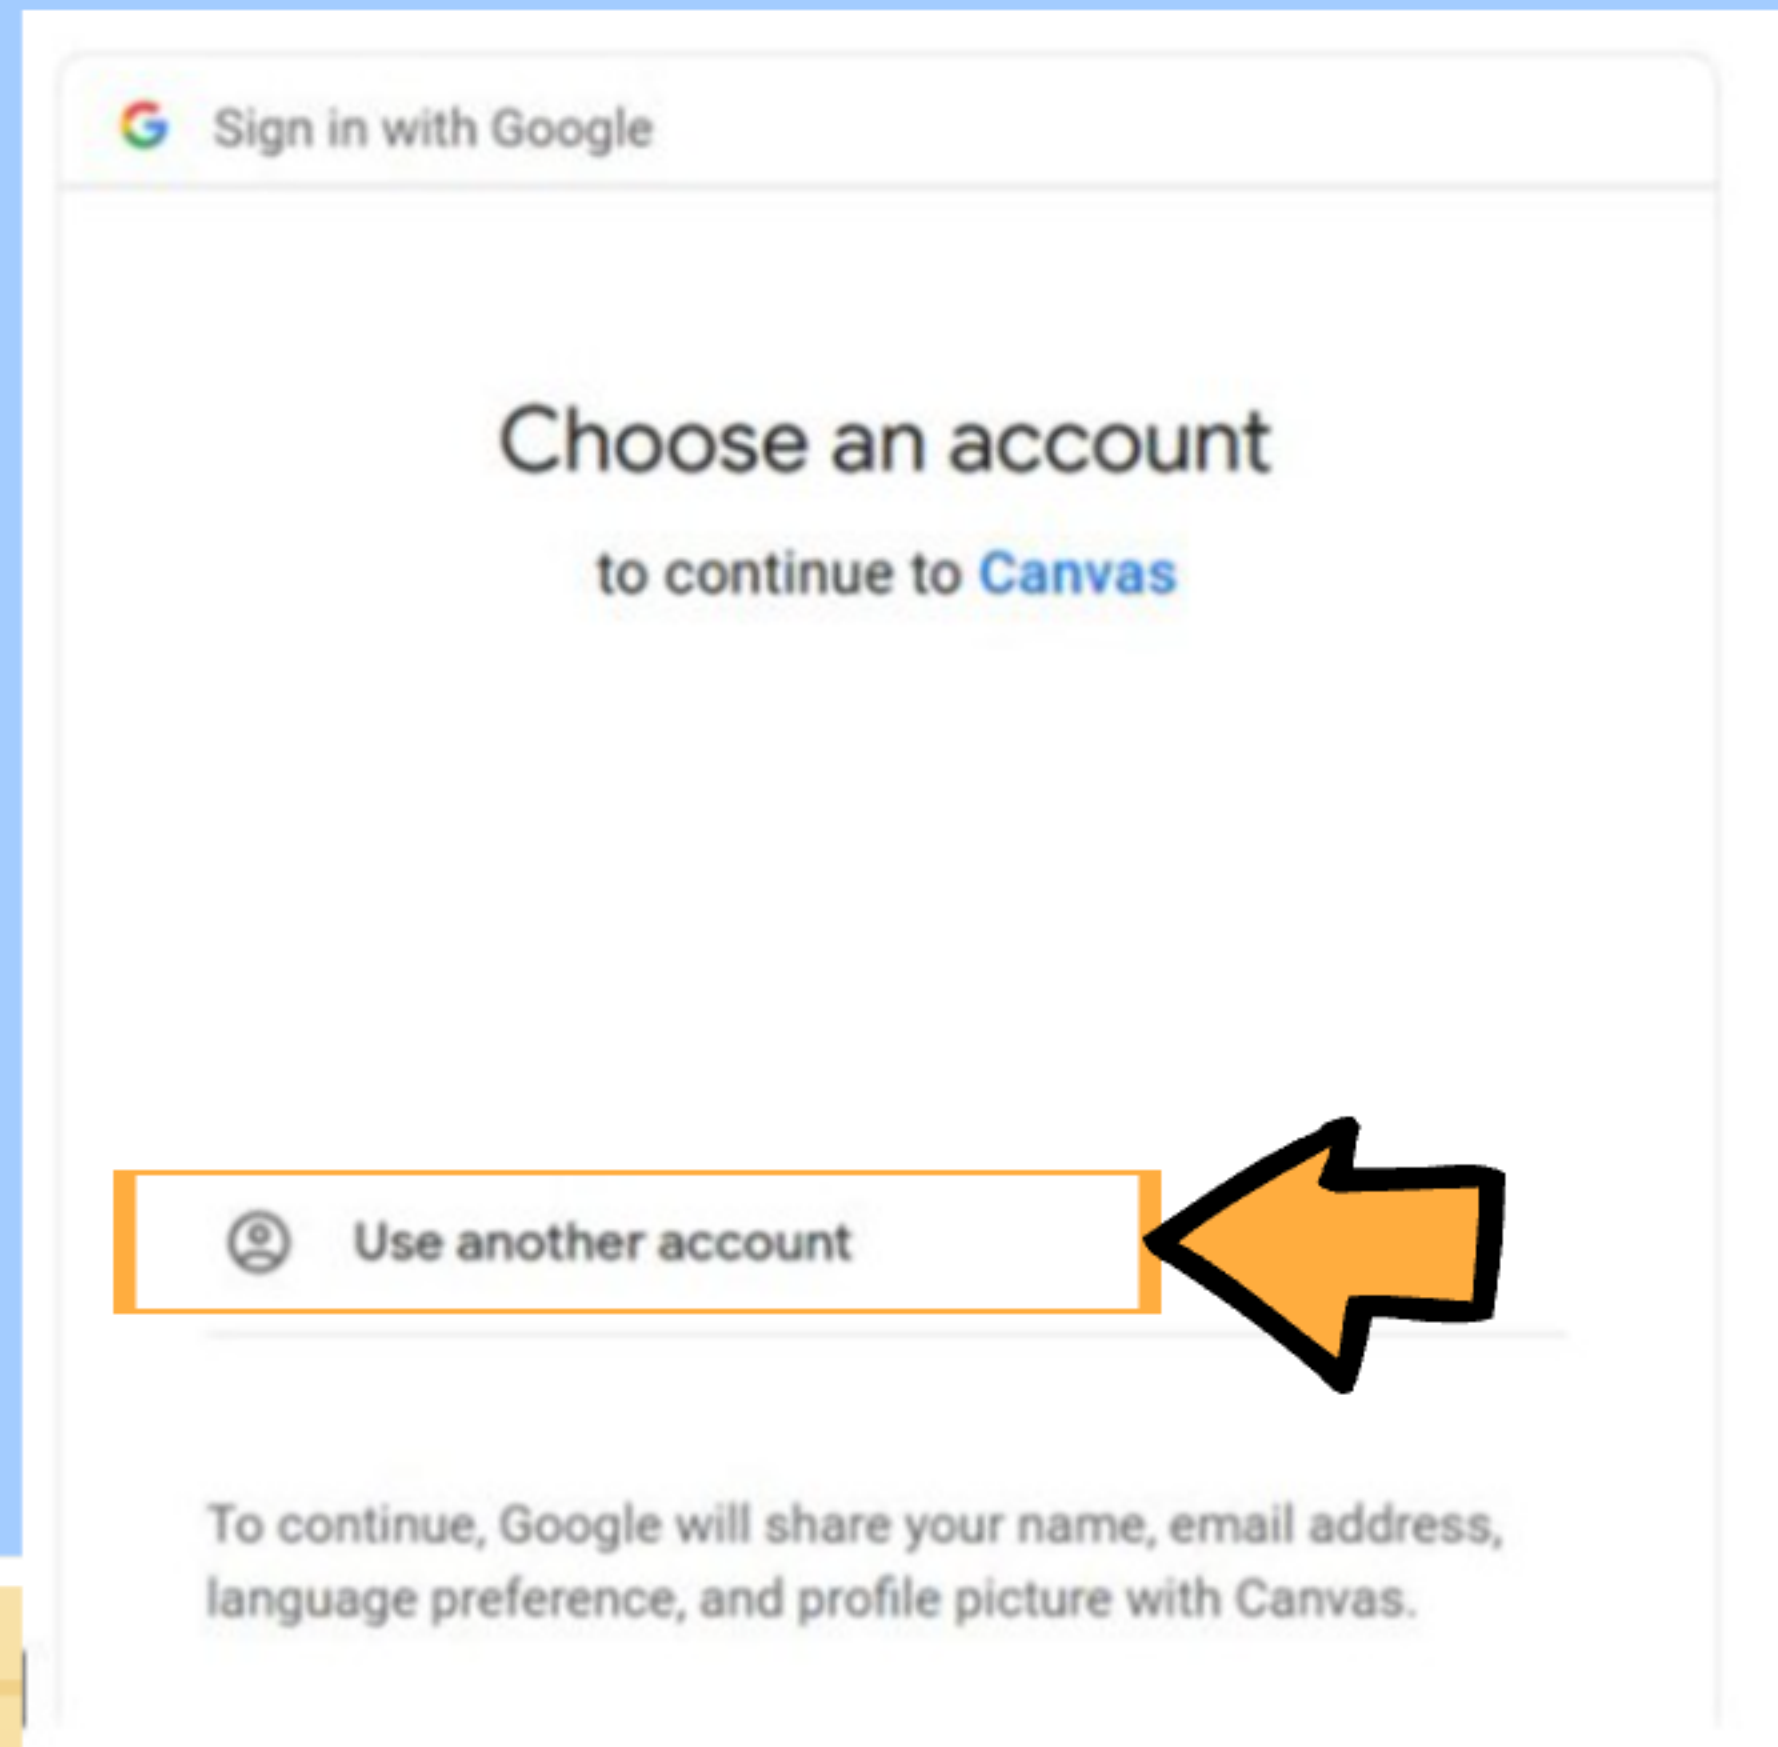 Sign in with Google
Choose an account
to continue to Canvas
Use another account
To continue, Google will share your name, email address,
language preference, and profile picture with Canvas.